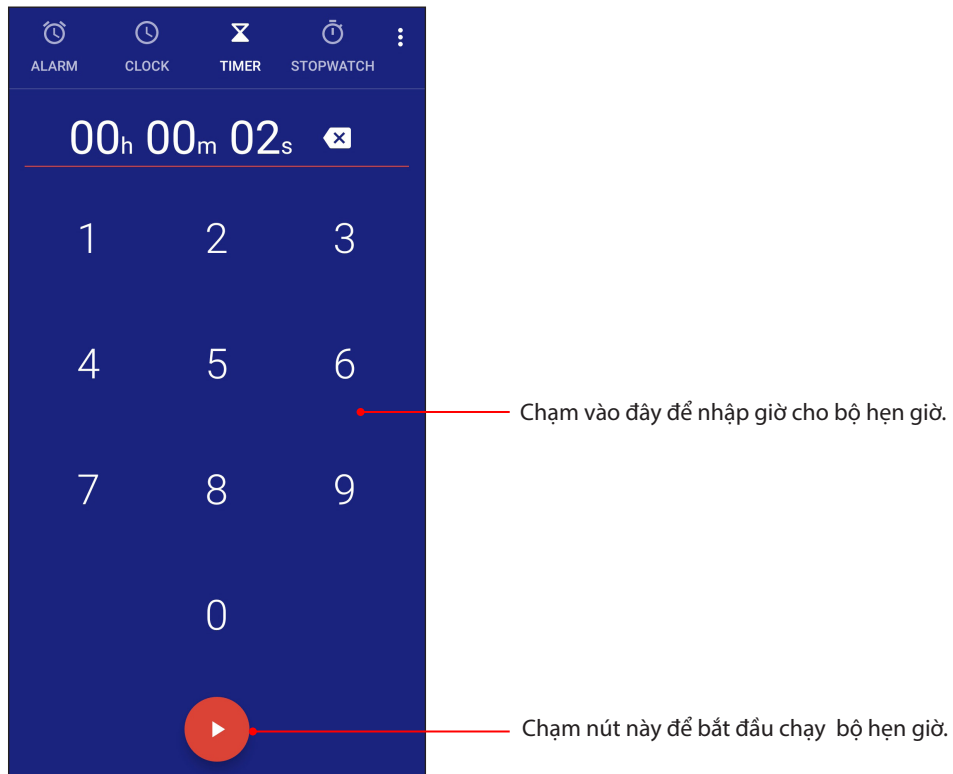 ALARM CLOCK TIMER STOPWATCH
00h 00m 02s
1 2 3
4 5 6
Chạm vào đây để nhập giờ cho bộ hẹn giờ.
7 8 9
0
Chạm nút này để bắt đầu chạy  bộ hẹn giờ.